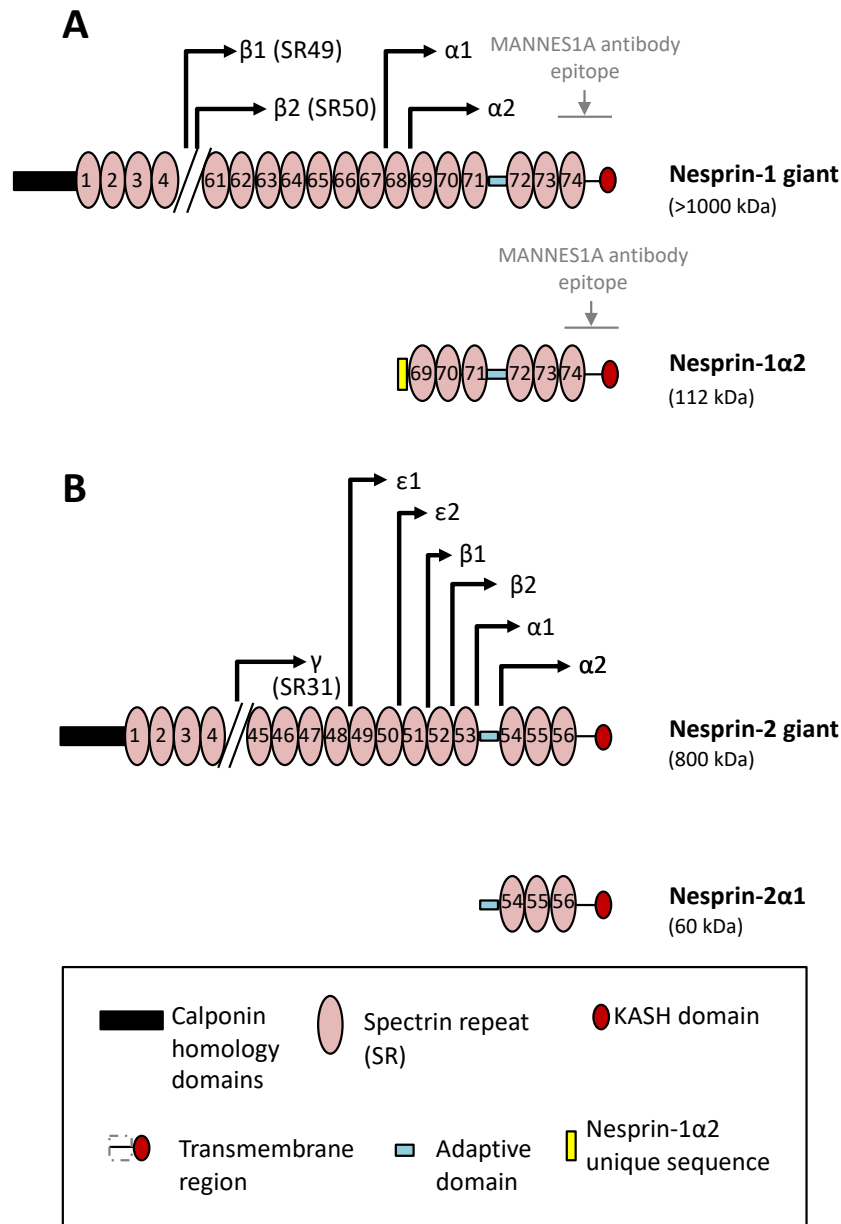 A
β1 (SR49)
α1
MANNES1A antibody
epitope
β2 (SR50)
α2
1 2 3 4 61 62 63 64 65 66 67 68 69 70 71 72 73 74
Nesprin-1 giant
(>1000 kDa)
MANNES1A antibody
epitope
69 70 71 72 73 74
Nesprin-1α2
(112 kDa)
B
ε1
ε2
β1
β2
α1
γ
(SR31)
α2
1 2 3 4 45 46 47 48 49 50 51 52 53 54 55 56
Nesprin-2 giant
(800 kDa)
54 55 56
Nesprin-2α1
(60 kDa)
Calponin
homology
domains
Spectrin repeat
(SR)
KASH domain
Transmembrane
region
Adaptive
domain
Nesprin-1α2
unique sequence